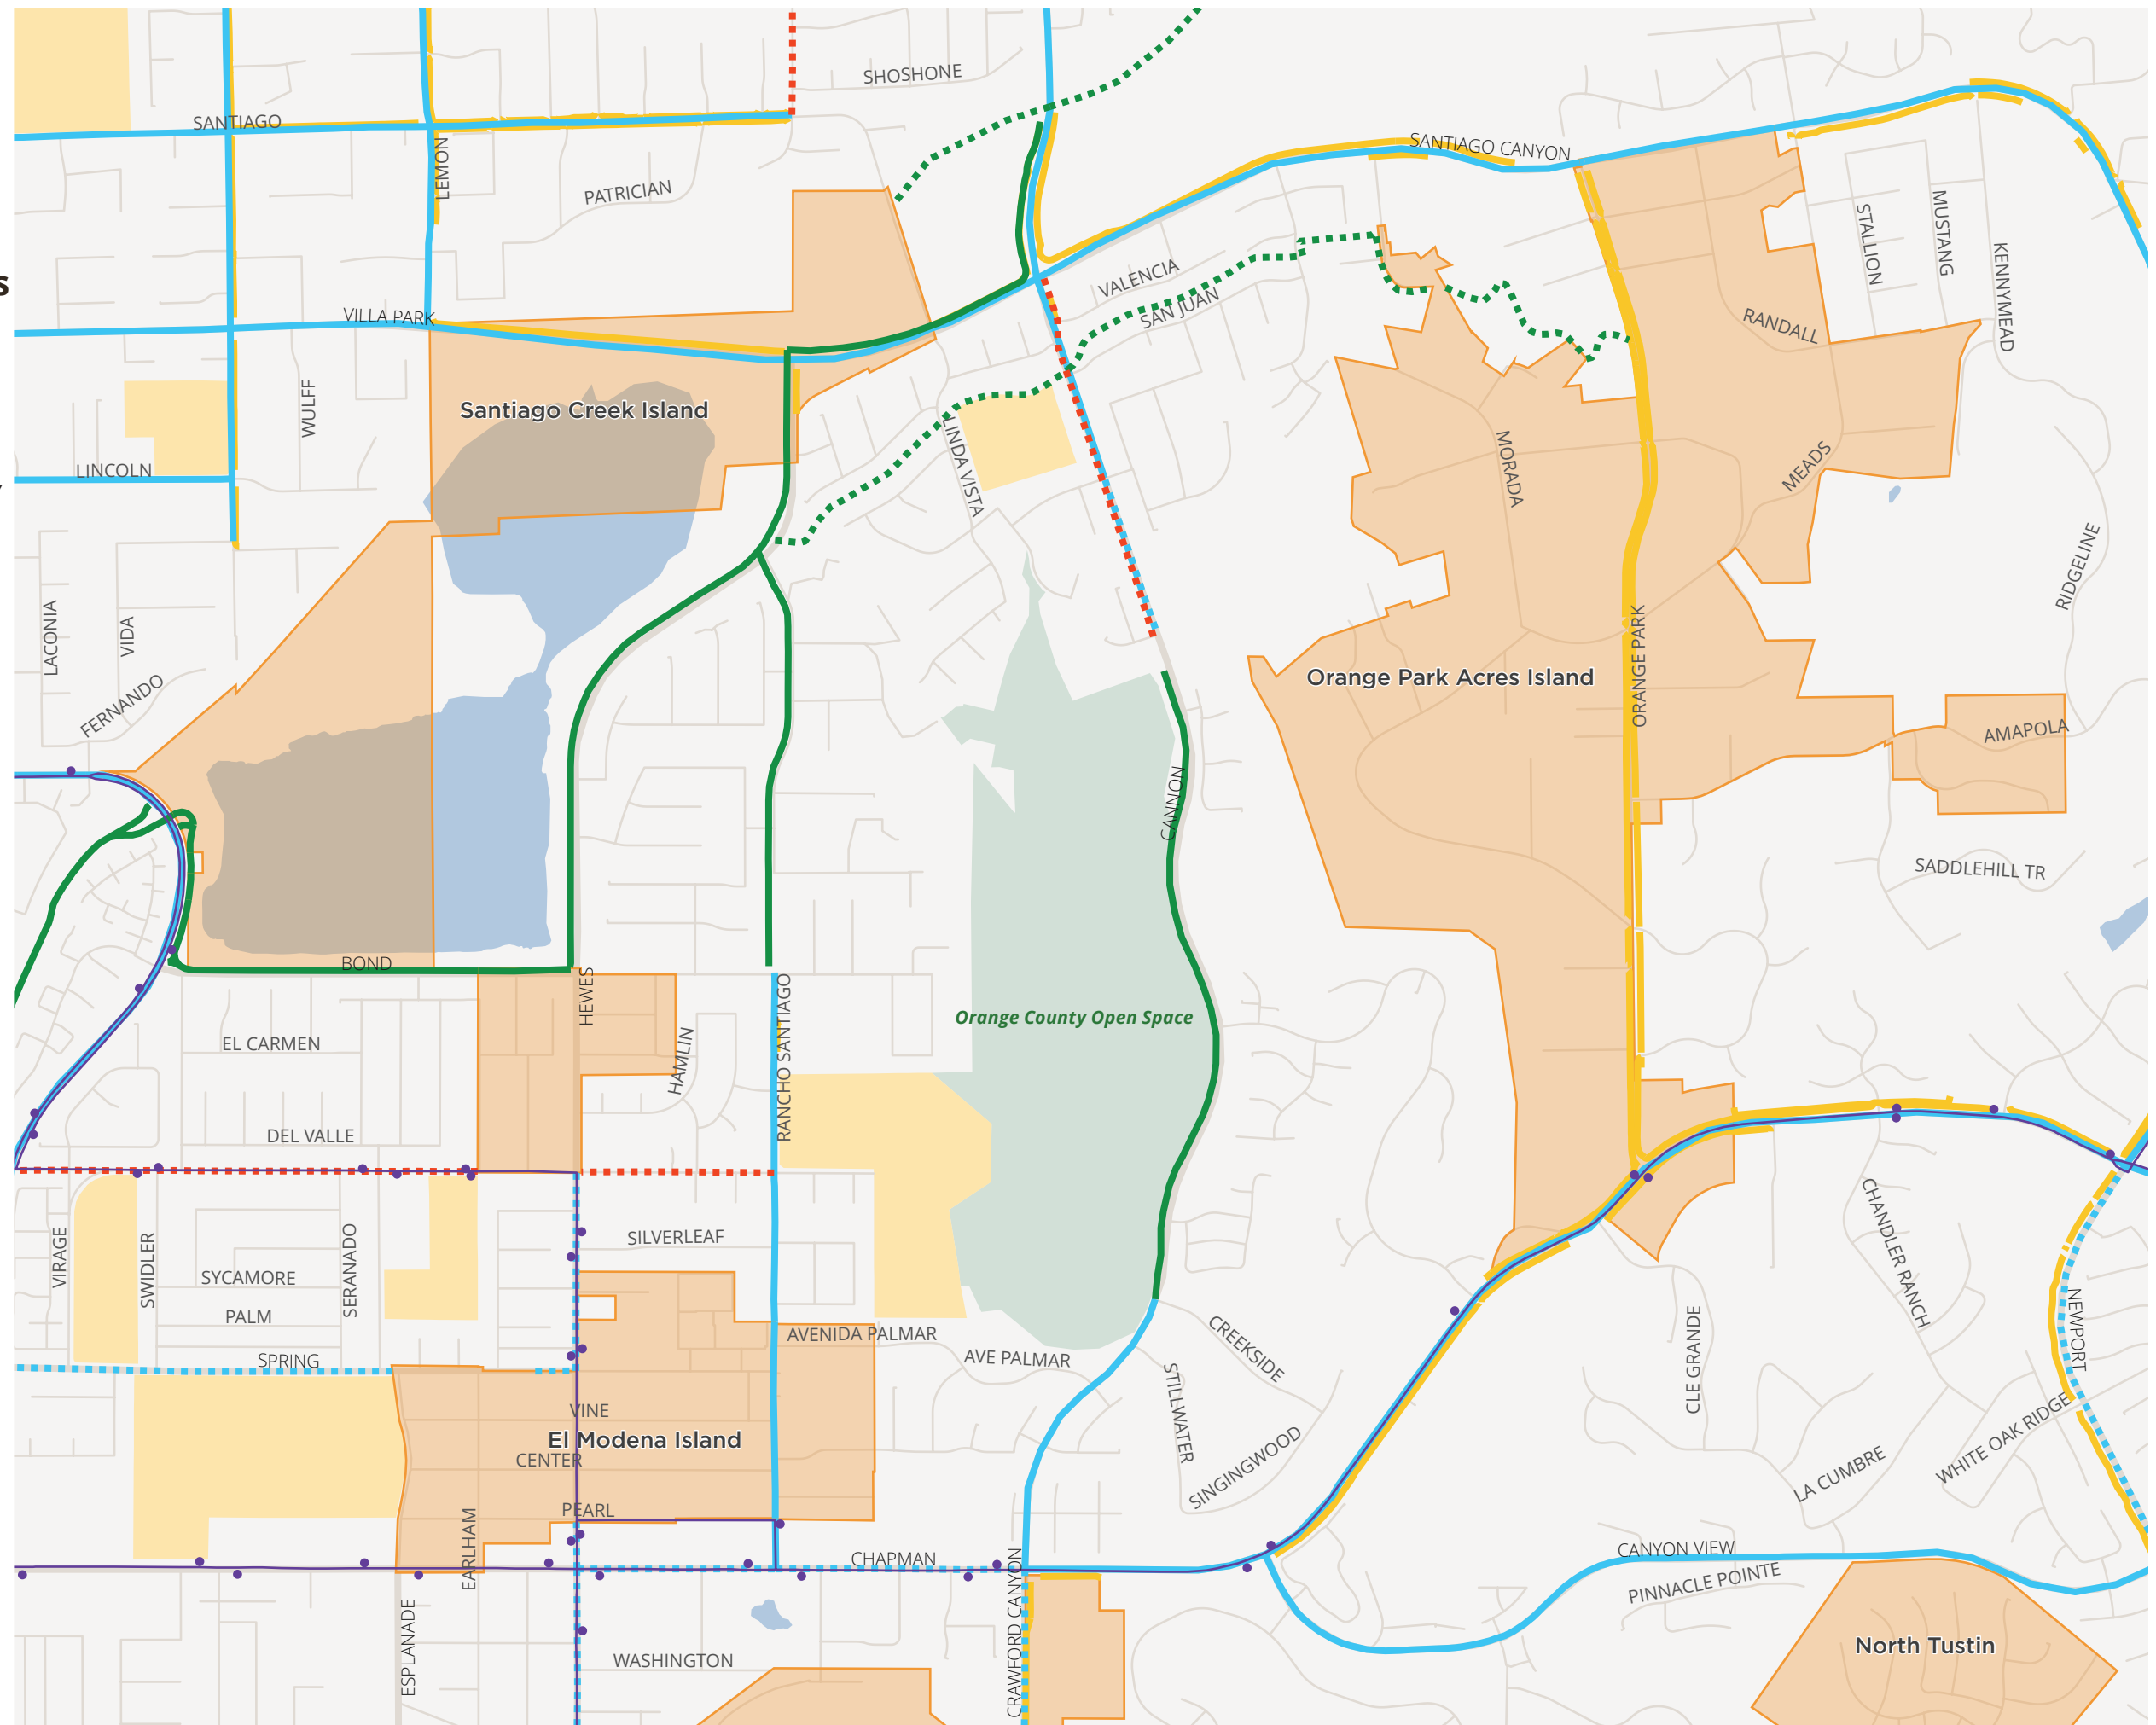 SHOSHONE
SANTIAGO
SANTIAGO CANYON
LEMON
PATRICIAN
STALLION
MUSTANG
KENNYMEAD
s
VALENCIA
SAN JUAN
VILLA PARK
RANDALL
WULFF
Santiago Creek Island
LINDA VISTA
MORADA
MEADS
LINCOLN
RIDGELINE
LACONIA
VIDA
ORANGE PARK
Orange Park Acres Island
FERNANDO
AMAPOLA
CANNON
SADDLEHILL TR
BOND
HEWES
RANCHO SANTIAGO
Orange County Open Space
EL CARMEN
HAMLIN
DEL VALLE
VIRAGE
SWIDLER
SERANADO
SILVERLEAF
SYCAMORE
PALM
CHANDLER RANCH
NEWPORT
AVENIDA PALMAR
CREEKSIDE
CLE GRANDE
SPRING
AVE PALMAR
STILLWATER
VINE
El Modena Island
CENTER
SINGINGWOOD
WHITE OAK RIDGE
LA CUMBRE
PEARL
EARLHAM
CHAPMAN
CANYON VIEW
PINNACLE POINTE
CRAWFORD CANYON
ESPLANADE
WASHINGTON
North Tustin